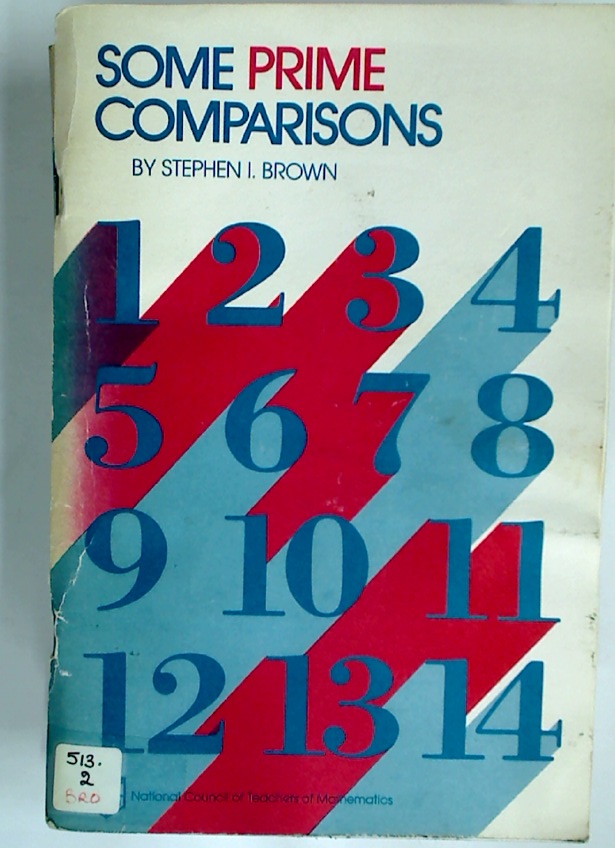 SOME PRIME
COMPARISONS
BY STEPHEN I. BROWN
1 2 3 4
5 6 7 8
9 10 11
12 13 14
513.
2
BRO
National Council of Teachers of Mathematics